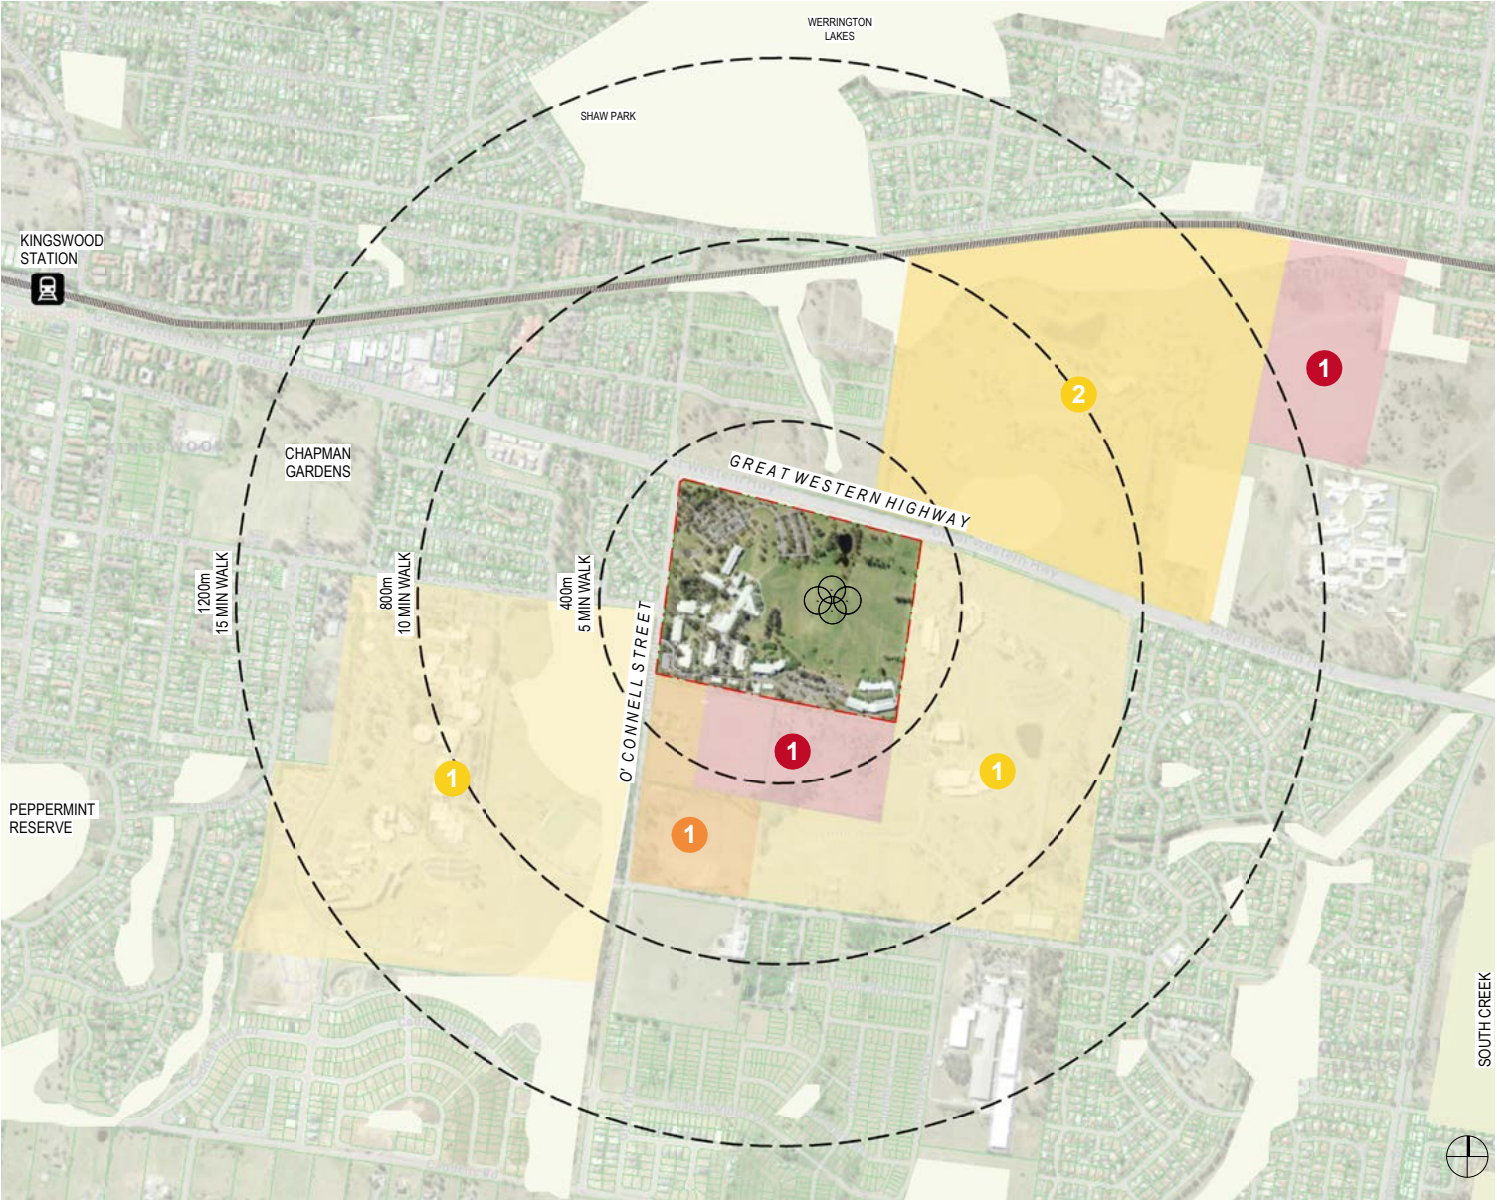 WERRINGTON
LAKES
SHAW PARK
KINGSWOOD
STATION
1
2
GREAT WESTERN HIGHWAY
CHAPMAN
GARDENS
KINGSWOOD
1200m
15 MIN WALK
800m
10 MIN WALK
400m
5 MIN WALK
O' CONNELL STREET
1
1
1
1
PEPPERMINT
RESERVE
SOUTH CREEK